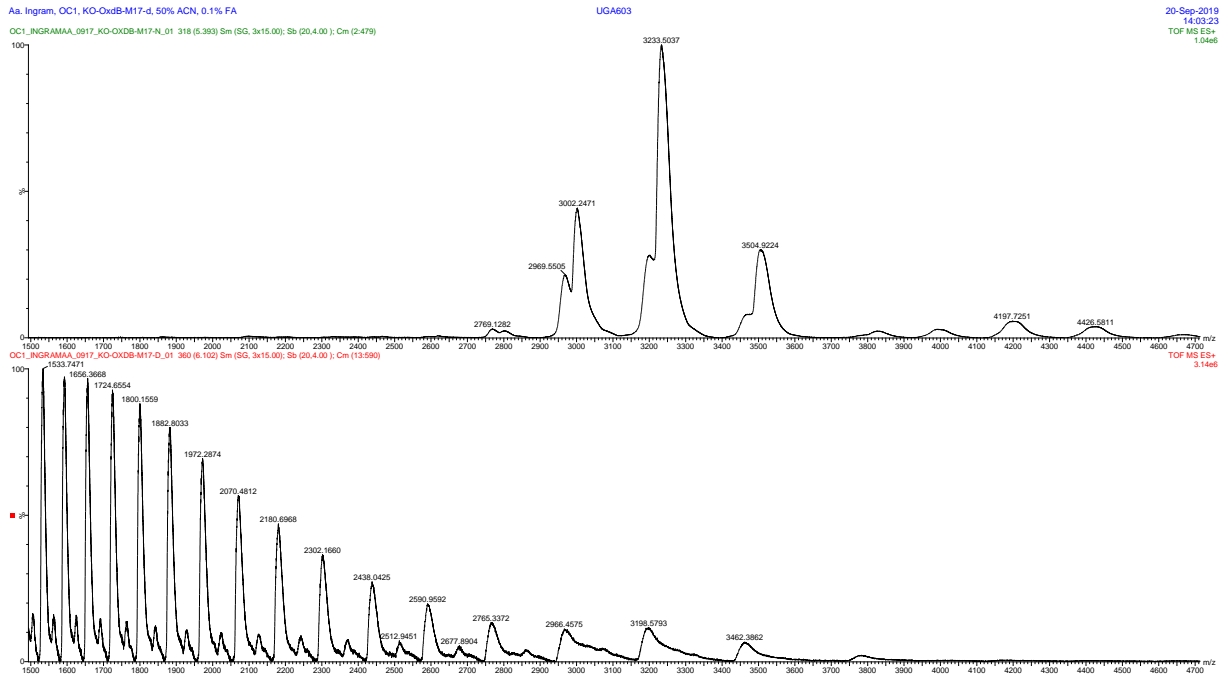 Aa. Ingram, OC1, KO-OxdB-M17-d, 50% ACN, 0.1% FA
UGA603
20-Sep-2019
14:03:23
OC1_INGRAMAA_0917_KO-OXDB-M17-N_01 318 (5.393) Sm (SG, 3x15.00); Sb (20,4.00 ); Cm (2:479)
TOF MS ES+
1.04e6
100
%
0
3233.5037
3002.2471
2969.5505
3504.9224
2769.1282
4197.7251
4426.5811
1500 1600 1700 1800 1900 2000 2100 2200 2300 2400 2500 2600 2700 2800 2900 3000 3100 3200 3300 3400 3500 3600 3700 3800 3900 4000 4100 4200 4300 4400 4500 4600 4700 m/z
OC1_INGRAMAA_0917_KO-OXDB-M17-D_01 360 (6.102) Sm (SG, 3x15.00); Sb (20,4.00 ); Cm (13:590)
TOF MS ES+
3.14e6
100
%
0
1533.7471
1656.3668
1724.6554
1800.1559
1882.8033
1972.2874
2070.4812
2180.6968
2302.1660
2438.0425
2512.9451
2590.9592
2677.8904
2765.3372
2966.4575
3198.5793
3462.3862
1500 1600 1700 1800 1900 2000 2100 2200 2300 2400 2500 2600 2700 2800 2900 3000 3100 3200 3300 3400 3500 3600 3700 3800 3900 4000 4100 4200 4300 4400 4500 4600 4700 m/z